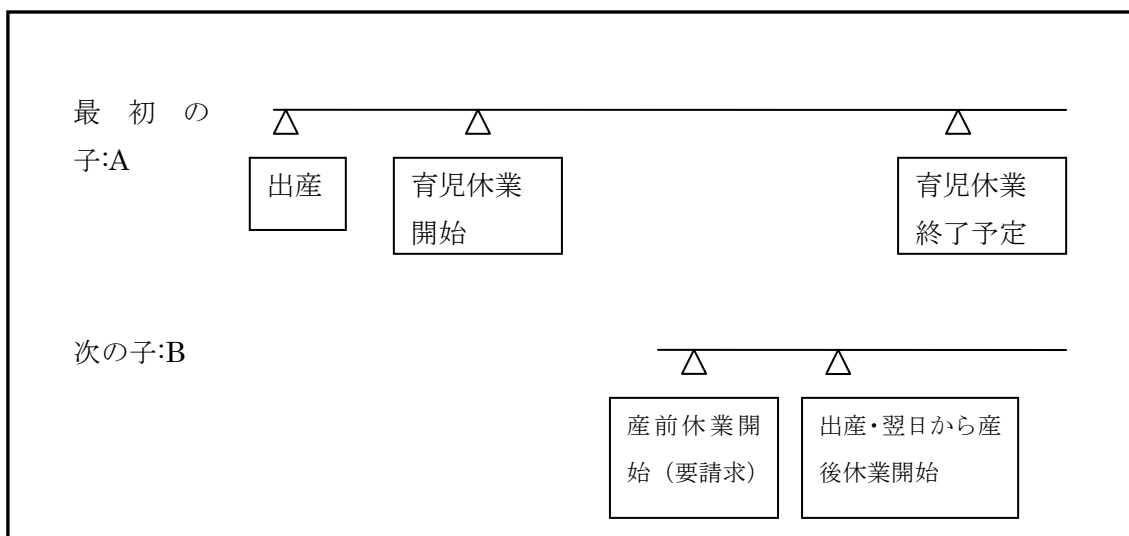 最初の
子:A
出産
育児休業
開始
育児休業
終了予定
次の子:B
産前休業開
始（要請求）
出産・翌日から産
後休業開始